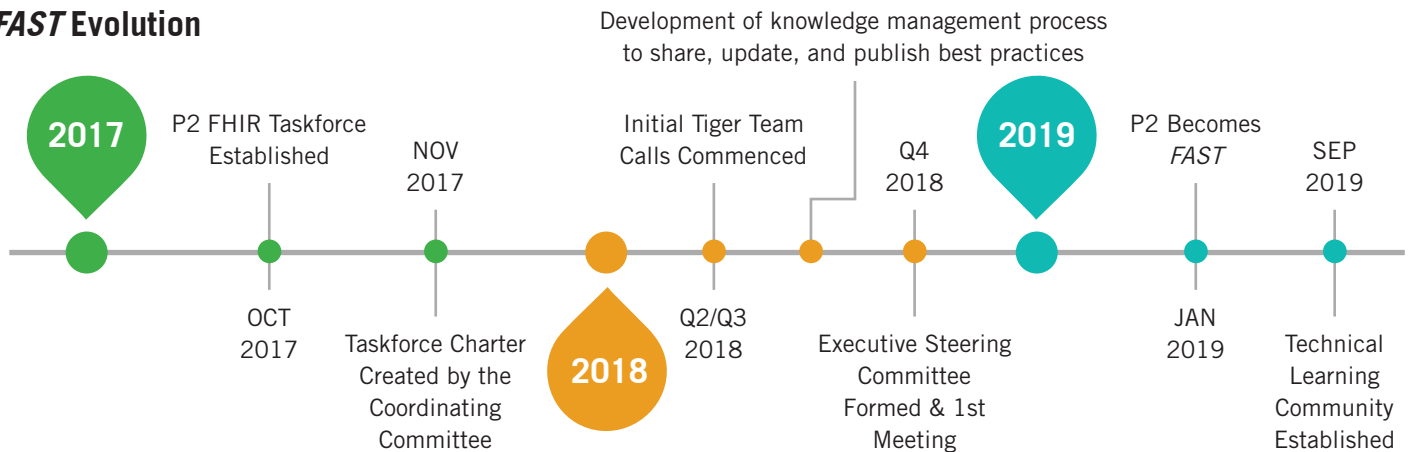 FAST Evolution
2017
P2 FHIR Taskforce
Established
OCT
2017
NOV
2017
Taskforce Charter
Created by the
Coordinating
Committee
2018
Initial Tiger Team
Calls Commenced
Q2/Q3
2018
Development of knowledge management process
to share, update, and publish best practices
Q4
2018
Executive Steering
Committee
Formed & 1st
Meeting
2019
P2 Becomes
FAST
JAN
2019
SEP
2019
Technical
Learning
Community
Established